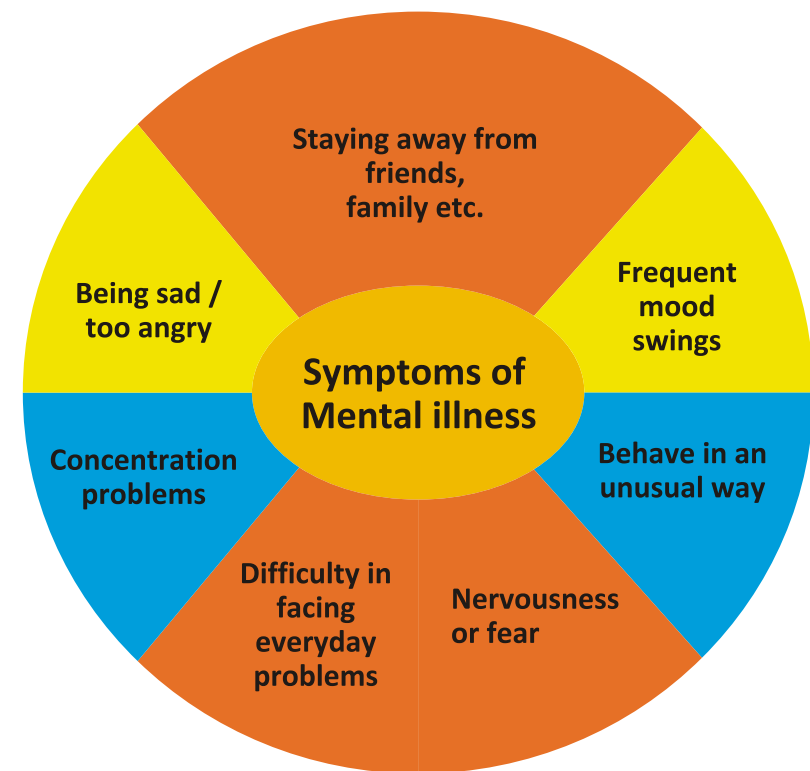 Staying away from
friends,
family etc.
Frequent
mood
swings
Behave in an
unusual way
Nervousness
or fear
Difficulty in
facing
everyday
problems
Concentration
problems
Being sad /
too angry
Symptoms of
Mental illness